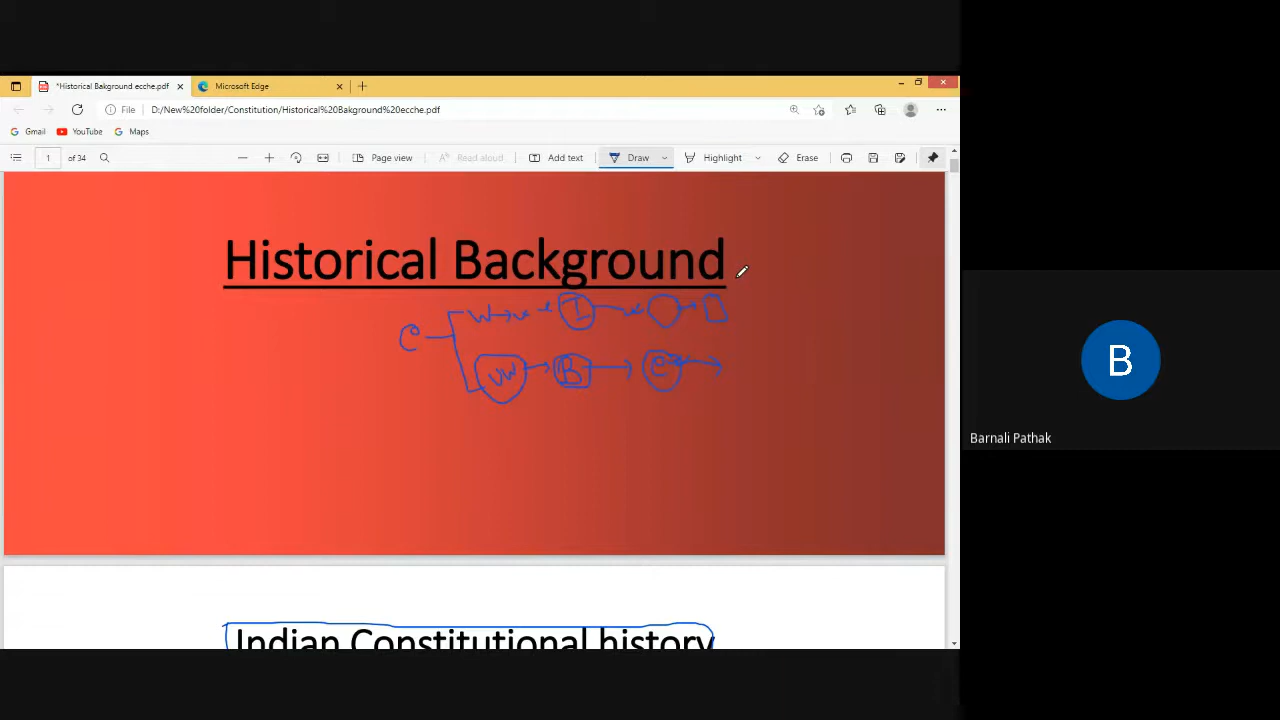 *Historical Bakground ecche.pdf
Microsoft Edge
File D:/New%20folder/Constitution/Historical%20Bakground%20ecche.pdf
Gmail YouTube Maps
1 of 34 Page view Read aloud Add text Draw Highlight Erase
Historical Background
C W I
UW B C
Indian Constitutional history
B
Barnali Pathak